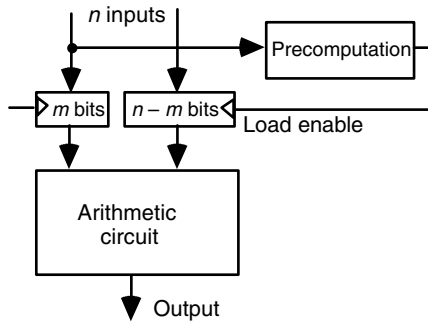 n inputs
Precomputation
m bits
n – m bits
Load enable
Arithmetic
circuit
Output